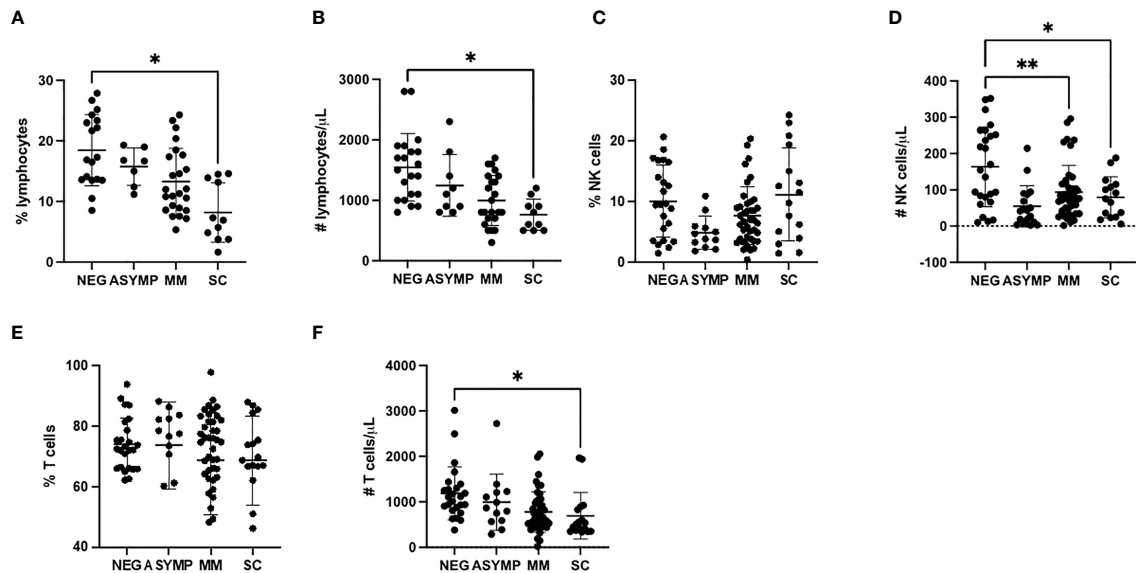 A
B
C
D
*
*
*
**
% lymphocytes
30
20
10
0
NEG ASYMP MM SC
# lymphocytes/µL
3000
2000
1000
0
NEG ASYMP MM SC
% NK cells
30
20
10
0
NEG A SYMP MM SC
# NK cells/µL
400
300
200
100
0
-100
NEG ASYMP MM SC
E
F
% T cells
100
80
60
40
NEG A SYMP MM SC
*
# T cells/µL
4000
3000
2000
1000
0
NEG ASYMP MM SC